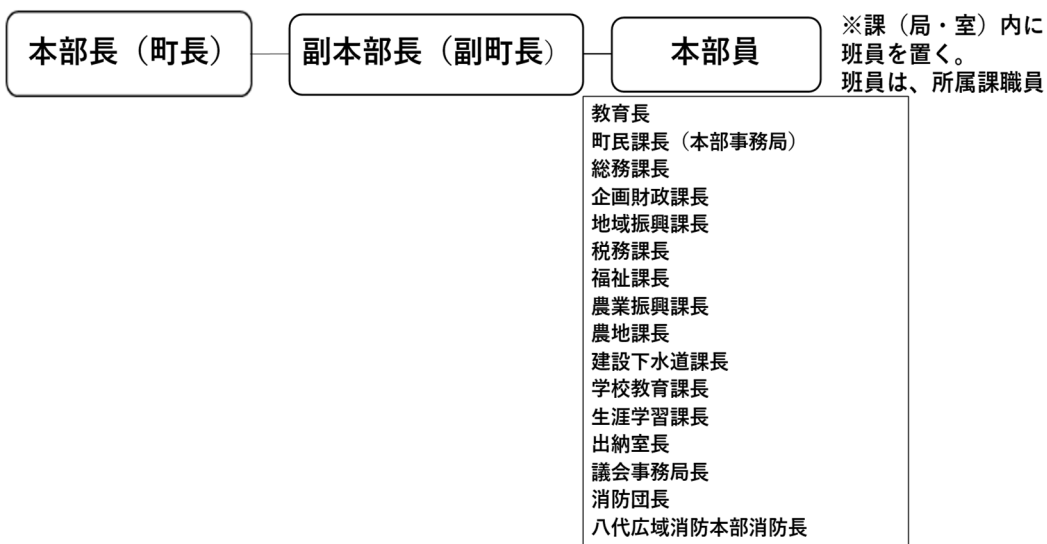 本部長（町長）
副本部長（副町長）
本部員
※課（局・室）内に
班員を置く。
班員は、所属課職員
教育長
町民課長（本部事務局）
総務課長
企画財政課長
地域振興課長
税務課長
福祉課長
農業振興課長
農地課長
建設下水道課長
学校教育課長
生涯学習課長
出納室長
議会事務局長
消防団長
八代広域消防本部消防長